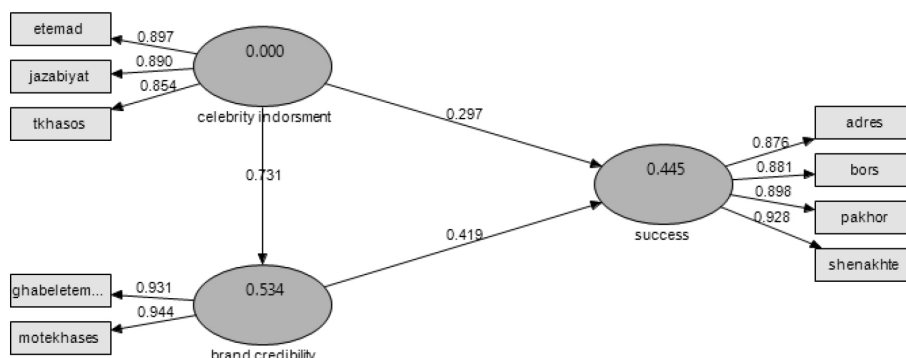 etemad
0.897
0.000
jazabiyat
0.890
tkhasos
0.854
celebrity indorsment
0.297
adres
0.876
bors
0.881
0.731
0.445
pakhor
0.898
0.419
success
0.928
shenakhte
ghabeletem...
0.931
0.534
motekhases
0.944
brand credibility